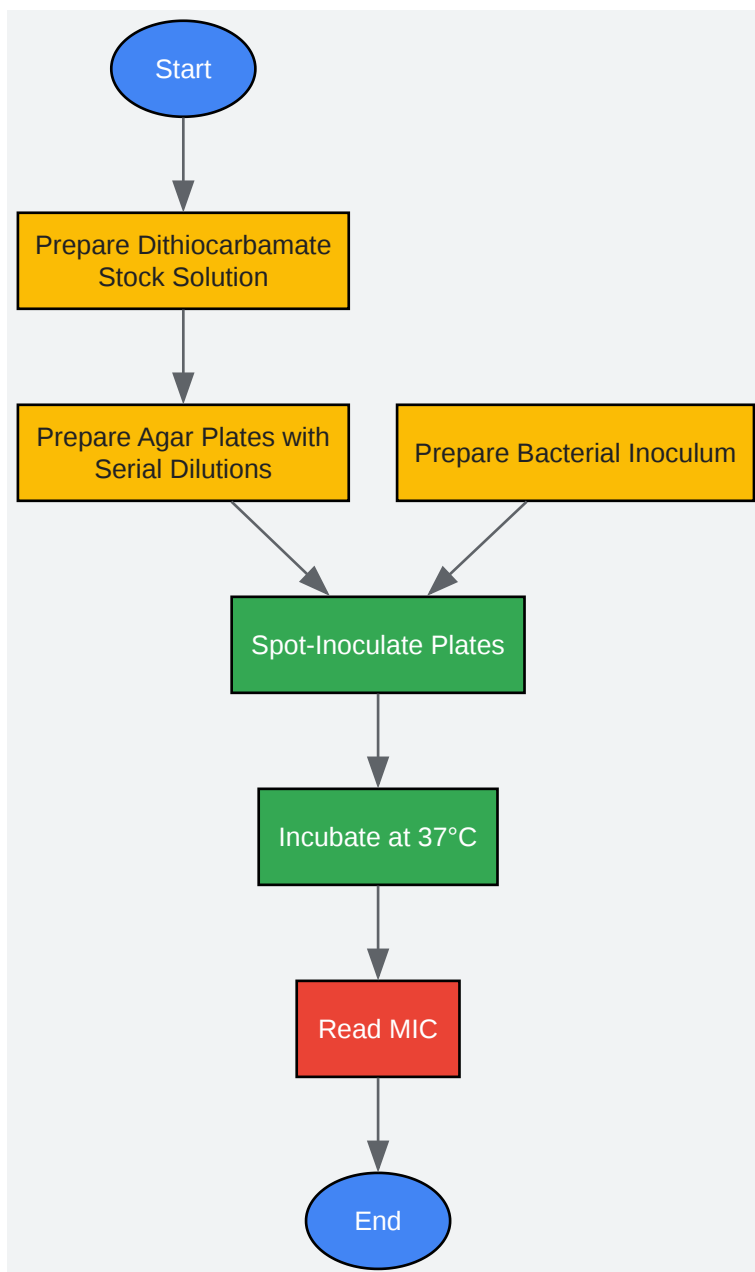 Start
Prepare Dithiocarbamate
Stock Solution
Prepare Agar Plates with
Serial Dilutions
Prepare Bacterial Inoculum
Spot-Inoculate Plates
Incubate at 37°C
Read MIC
End